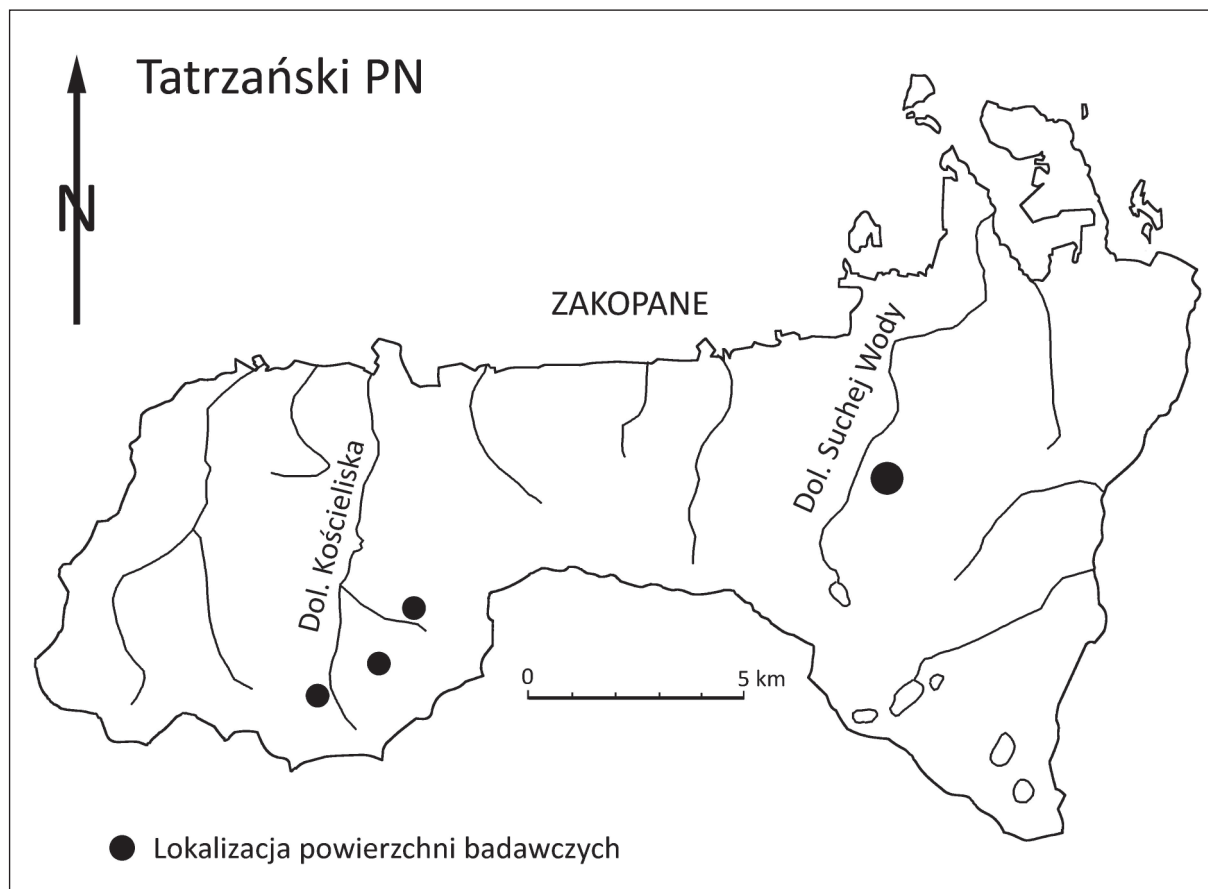 Tatrzański PN
N
ZAKOPANE
Dol. Suchej Wody
Dol. Kościeliska
0 5 km
Lokalizacja powierzchni badawczych